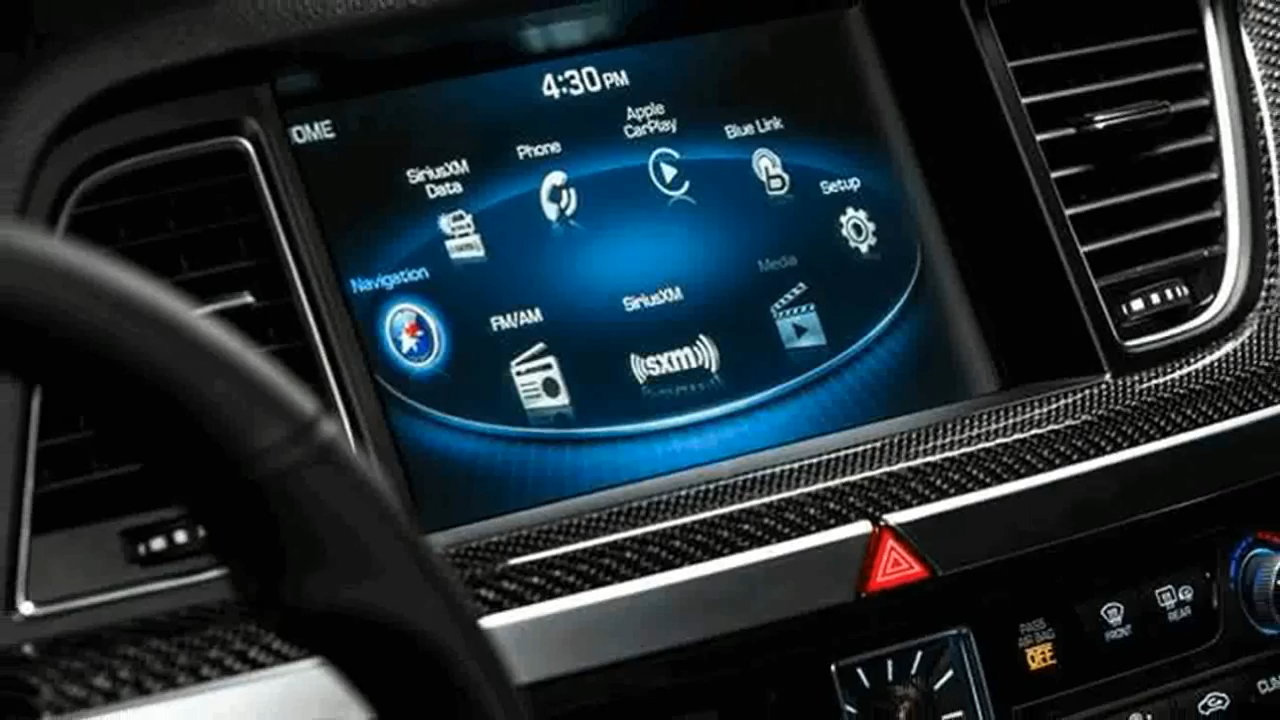 4:30 PM
OME
SiriusXM
Data
Phone
Apple
CarPlay
Blue Link
Setup
Navigation
FM/AM
SiriusXM
Media
((sxm))
PASS
AIR BAG
OFF
FRONT
REAR
CLIM